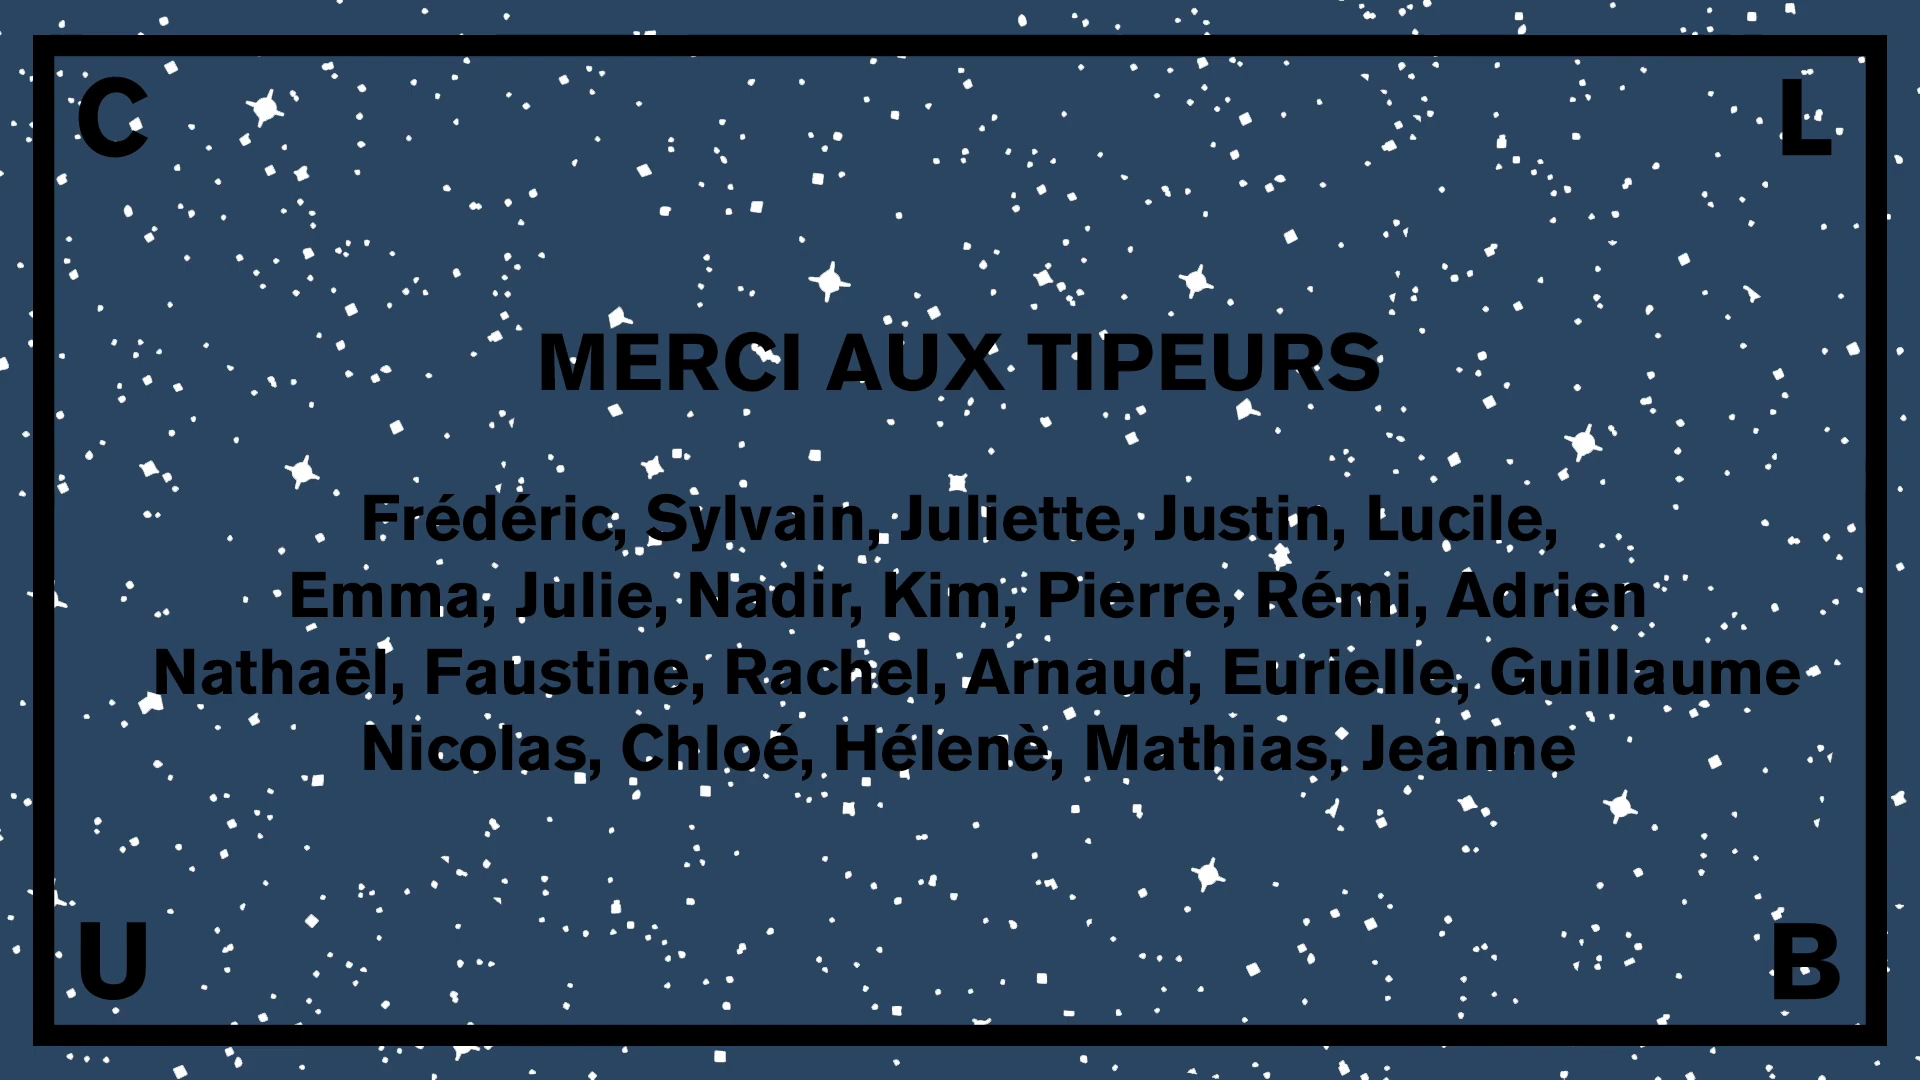 C L
MERCI AUX TIPEURS
Frédéric, Sylvain, Juliette, Justin, Lucile,
Emma, Julie, Nadir, Kim, Pierre, Rémi, Adrien
Nathaël, Faustine, Rachel, Arnaud, Eurielle, Guillaume
Nicolas, Chloé, Hélenè, Mathias, Jeanne
U B